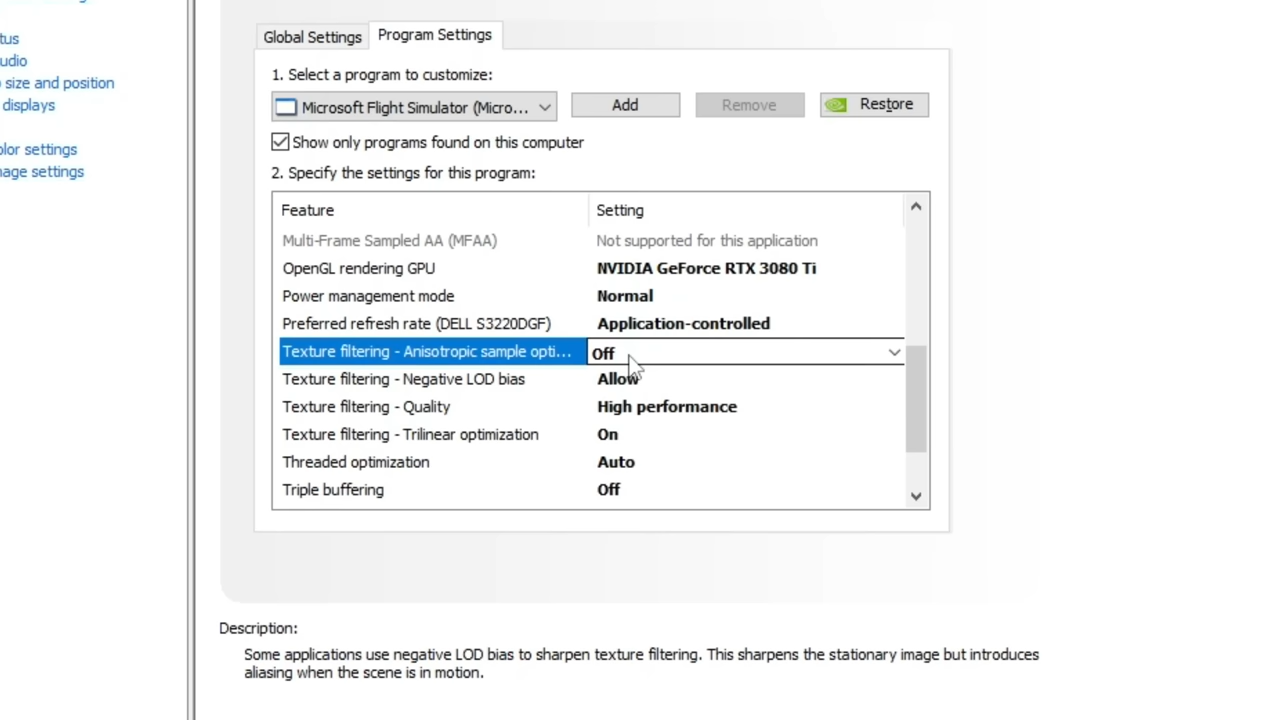 tus
Global Settings
Program Settings
udio
size and position
1. Select a program to customize:
displays
Microsoft Flight Simulator (Micro...
Add
Remove
Restore
Show only programs found on this computer
olor settings
nage settings
2. Specify the settings for this program:
Feature Setting
Multi-Frame Sampled AA (MFAA) Not supported for this application
OpenGL rendering GPU NVIDIA GeForce RTX 3080 Ti
Power management mode Normal
Preferred refresh rate (DELL S3220DGF) Application-controlled
Texture filtering - Anisotropic sample opti... Off
Texture filtering - Negative LOD bias Allow
Texture filtering - Quality High performance
Texture filtering - Trilinear optimization On
Threaded optimization Auto
Triple buffering Off
Description:
Some applications use negative LOD bias to sharpen texture filtering. This sharpens the stationary image but introduces
aliasing when the scene is in motion.